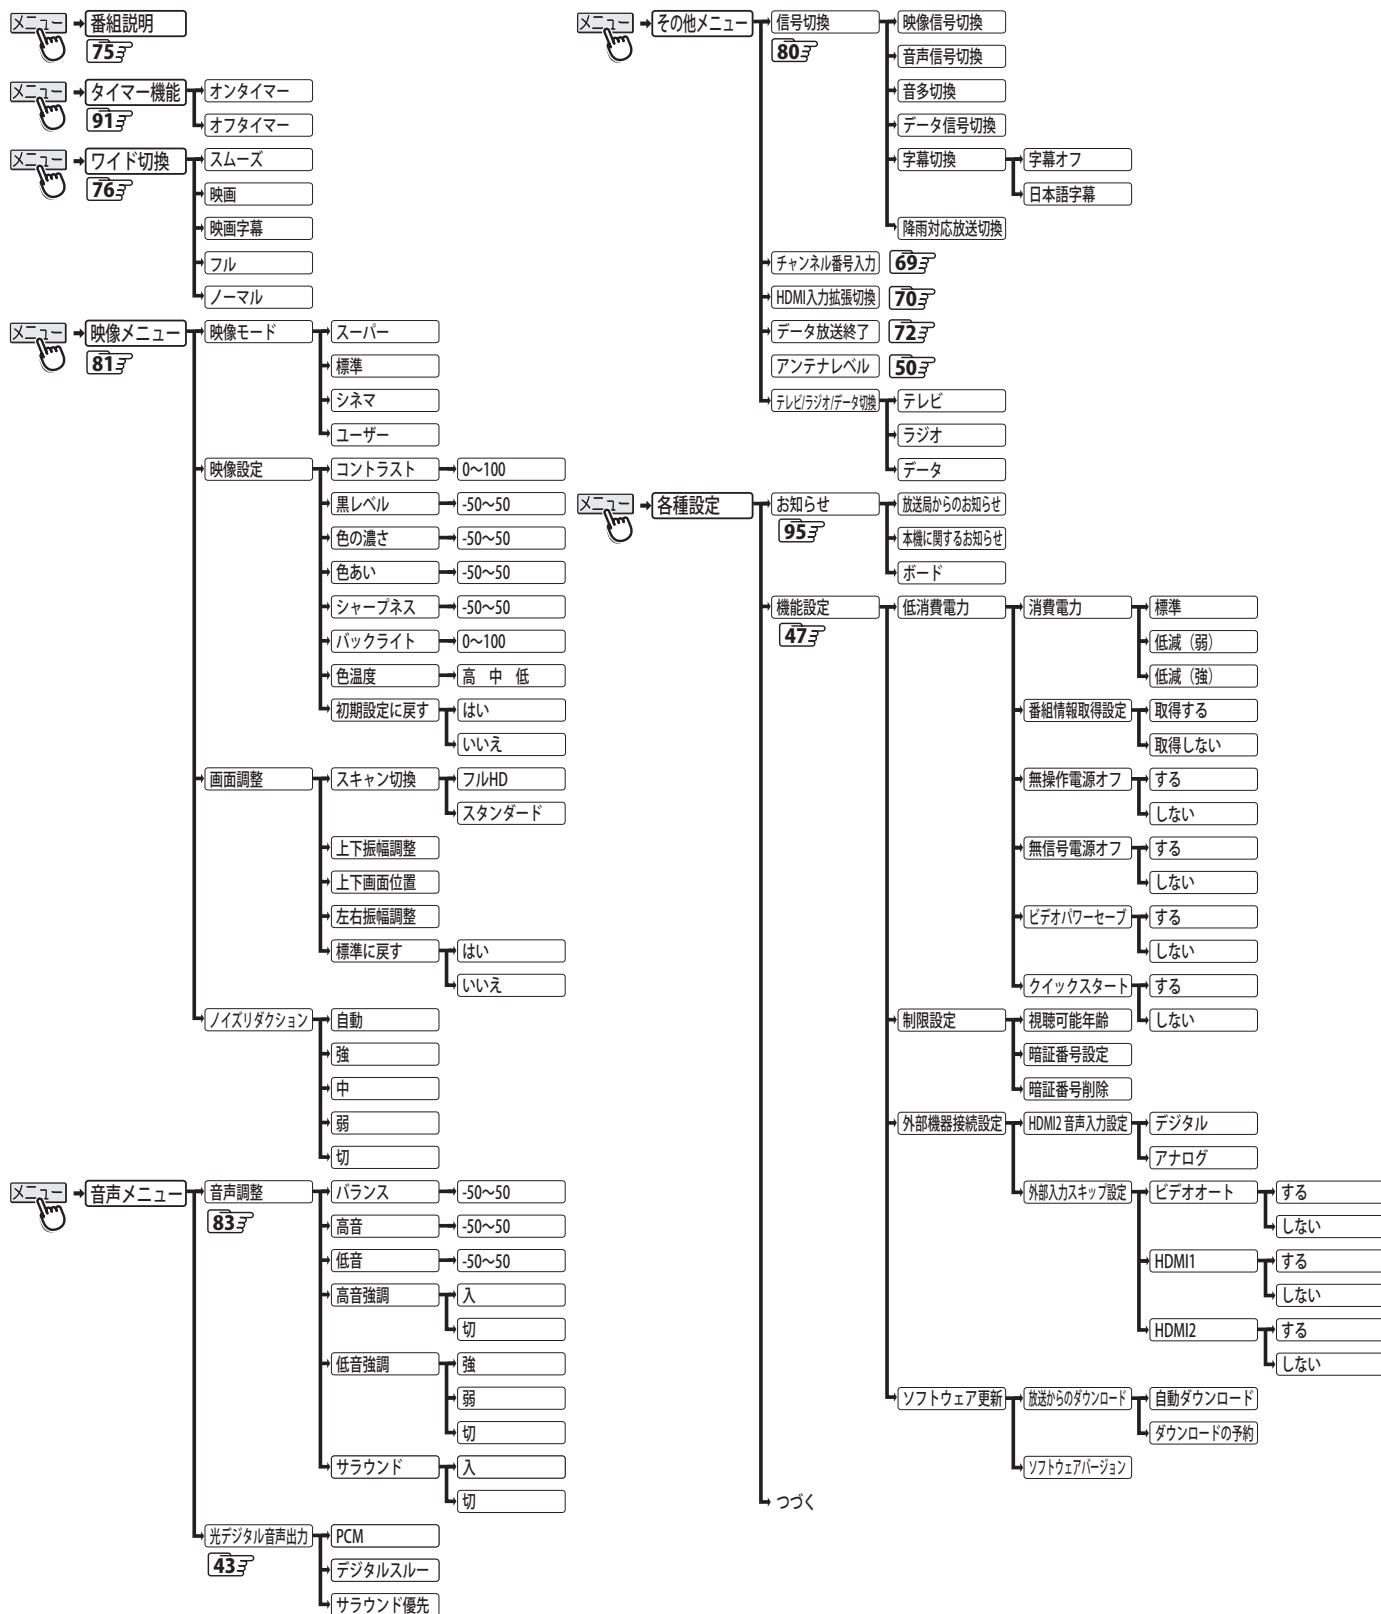 メニュー
番組説明
75
メニュー
タイマー機能
91
オンタイマー
オフタイマー
メニュー
ワイド切換
76
スムーズ
映画
映画字幕
フル
ノーマル
メニュー
映像メニュー
81
映像モード
スーパー
標準
シネマ
ユーザー
映像設定
コントラスト
0〜100
黒レベル
-50〜50
色の濃さ
-50〜50
色あい
-50〜50
シャープネス
-50〜50
バックライト
0〜100
色温度
高 中 低
初期設定に戻す
はい
いいえ
画面調整
スキャン切換
フルHD
スタンダード
上下振幅調整
上下画面位置
左右振幅調整
標準に戻す
はい
いいえ
ノイズリダクション
自動
強
中
弱
切
メニュー
音声メニュー
音声調整
83
バランス
-50〜50
高音
-50〜50
低音
-50〜50
高音強調
入
切
低音強調
強
弱
切
サラウンド
入
切
光デジタル音声出力
43
PCM
デジタルスルー
サラウンド優先
メニュー
その他メニュー
信号切換
80
映像信号切換
音声信号切換
音多切換
データ信号切換
字幕切換
字幕オフ
日本語字幕
降雨対応放送切換
チャンネル番号入力
69
HDMI入力拡張切換
70
データ放送終了
72
アンテナレベル
50
テレビ/ラジオ/データ切換
テレビ
ラジオ
データ
メニュー
各種設定
お知らせ
95
放送局からのお知らせ
本機に関するお知らせ
ボード
機能設定
47
低消費電力
消費電力
標準
低減（弱）
低減（強）
番組情報取得設定
取得する
取得しない
無操作電源オフ
する
しない
無信号電源オフ
する
しない
ビデオパワーセーブ
する
しない
クイックスタート
する
しない
制限設定
視聴可能年齢
暗証番号設定
暗証番号削除
外部機器接続設定
HDMI2 音声入力設定
デジタル
アナログ
外部入力スキップ設定
ビデオオート
する
しない
HDMI1
する
しない
HDMI2
する
しない
ソフトウェア更新
放送からのダウンロード
自動ダウンロード
ダウンロードの予約
ソフトウェアバージョン
つづく